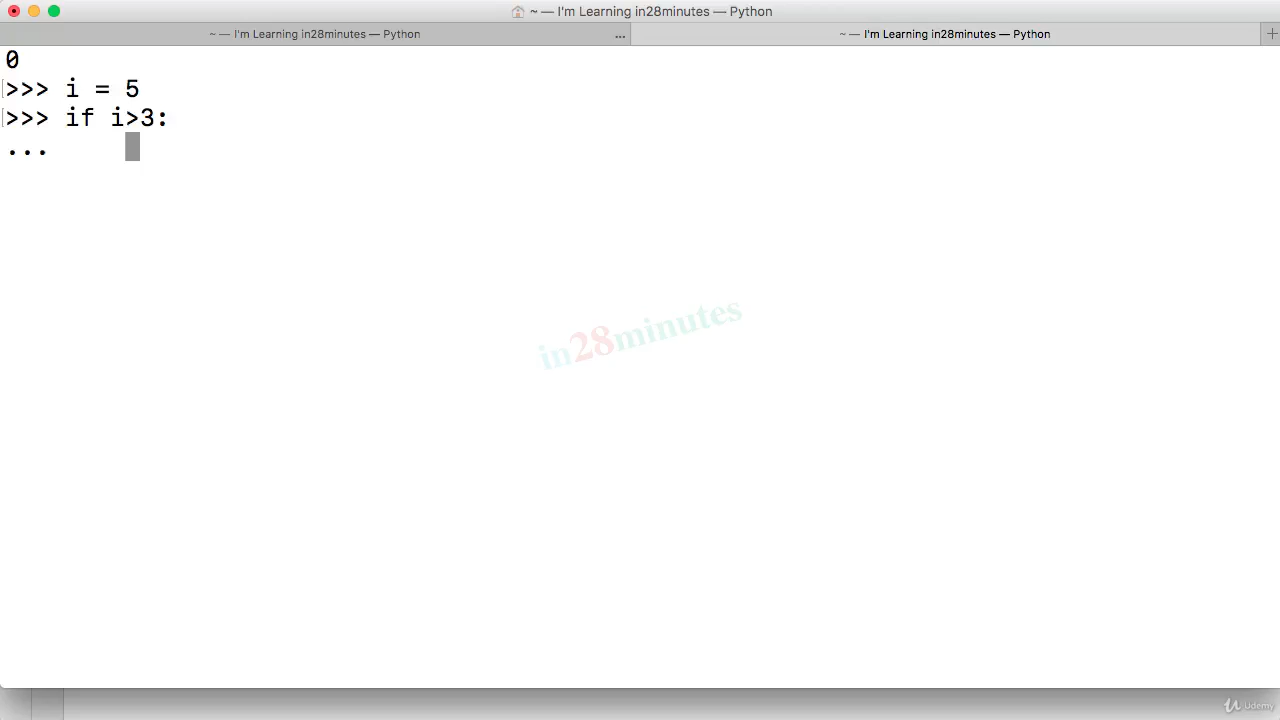 ~ — I'm Learning in28minutes — Python
~ — I'm Learning in28minutes — Python ... ~ — I'm Learning in28minutes — Python +
0
>>> i = 5
>>> if i>3:
...
in28minutes
Udemy